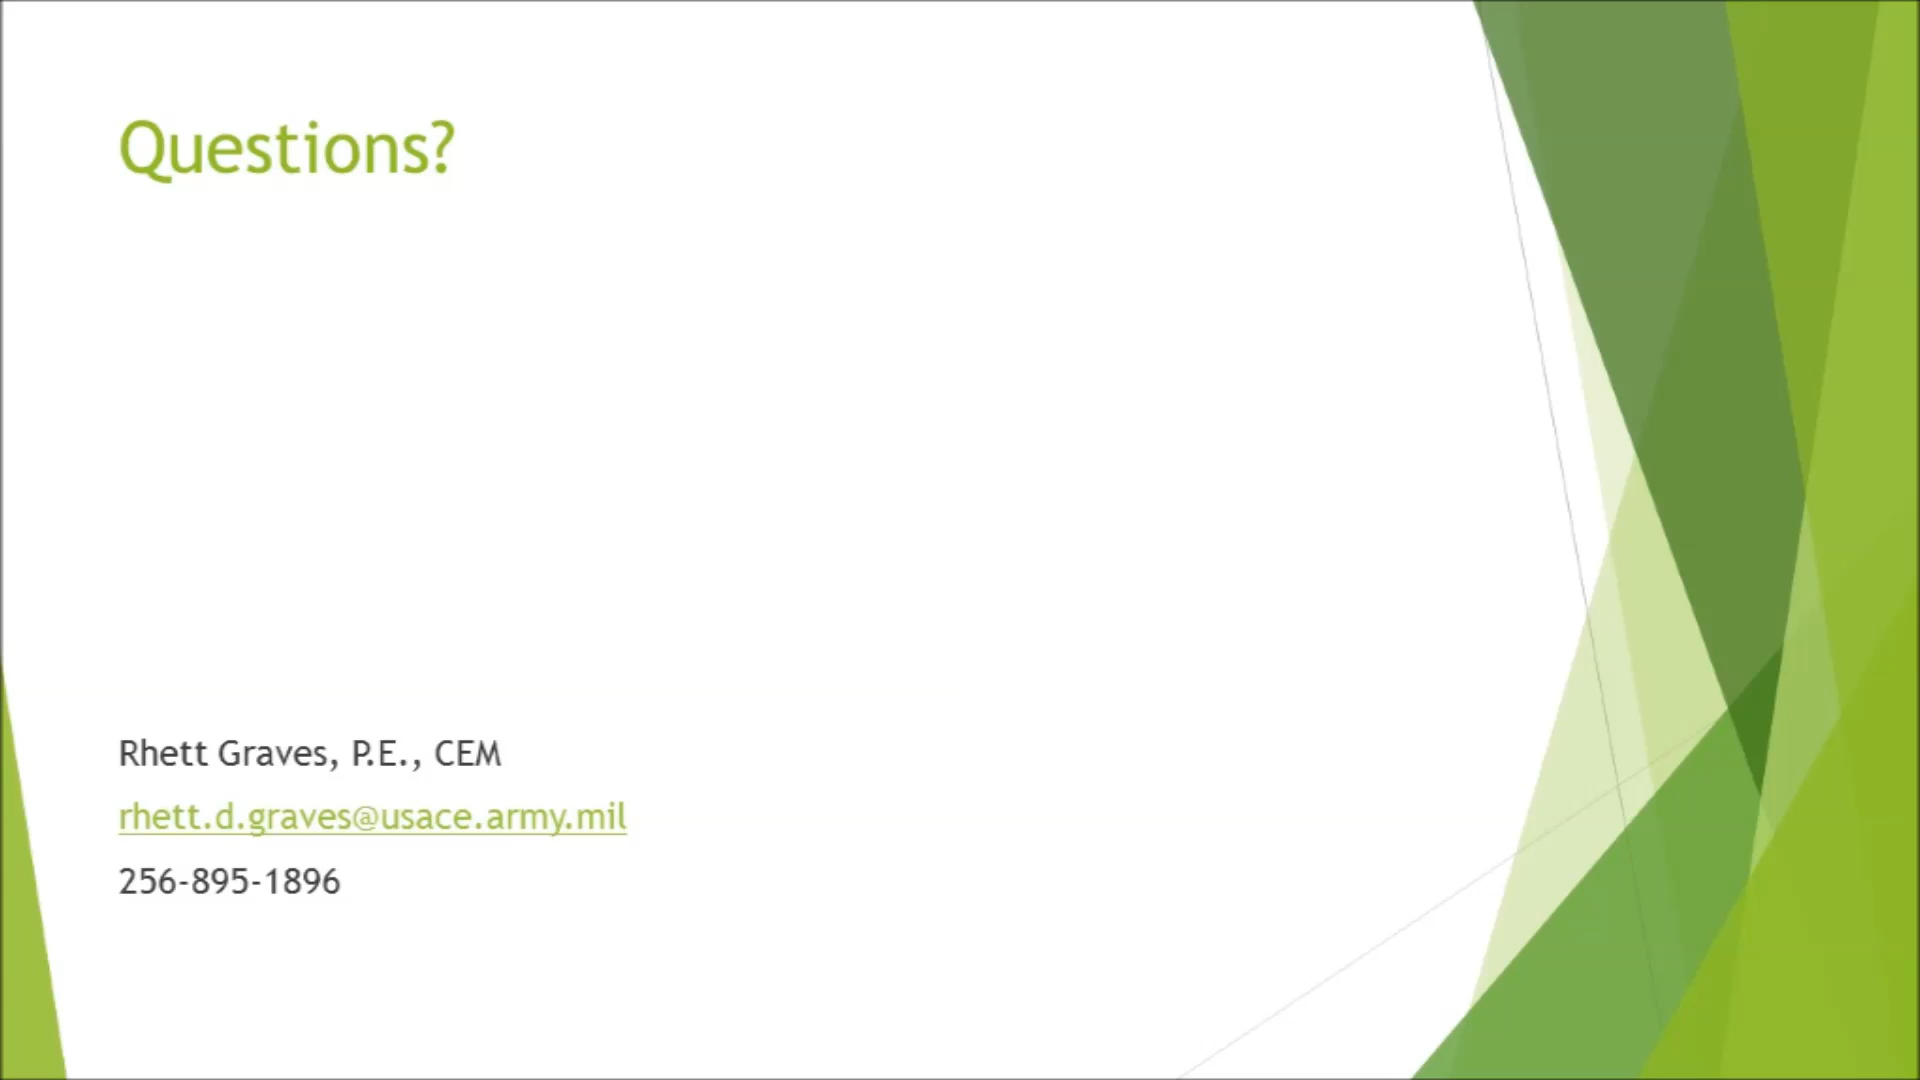 Questions?
Rhett Graves, P.E., CEM
rhett.d.graves@usace.army.mil
256-895-1896